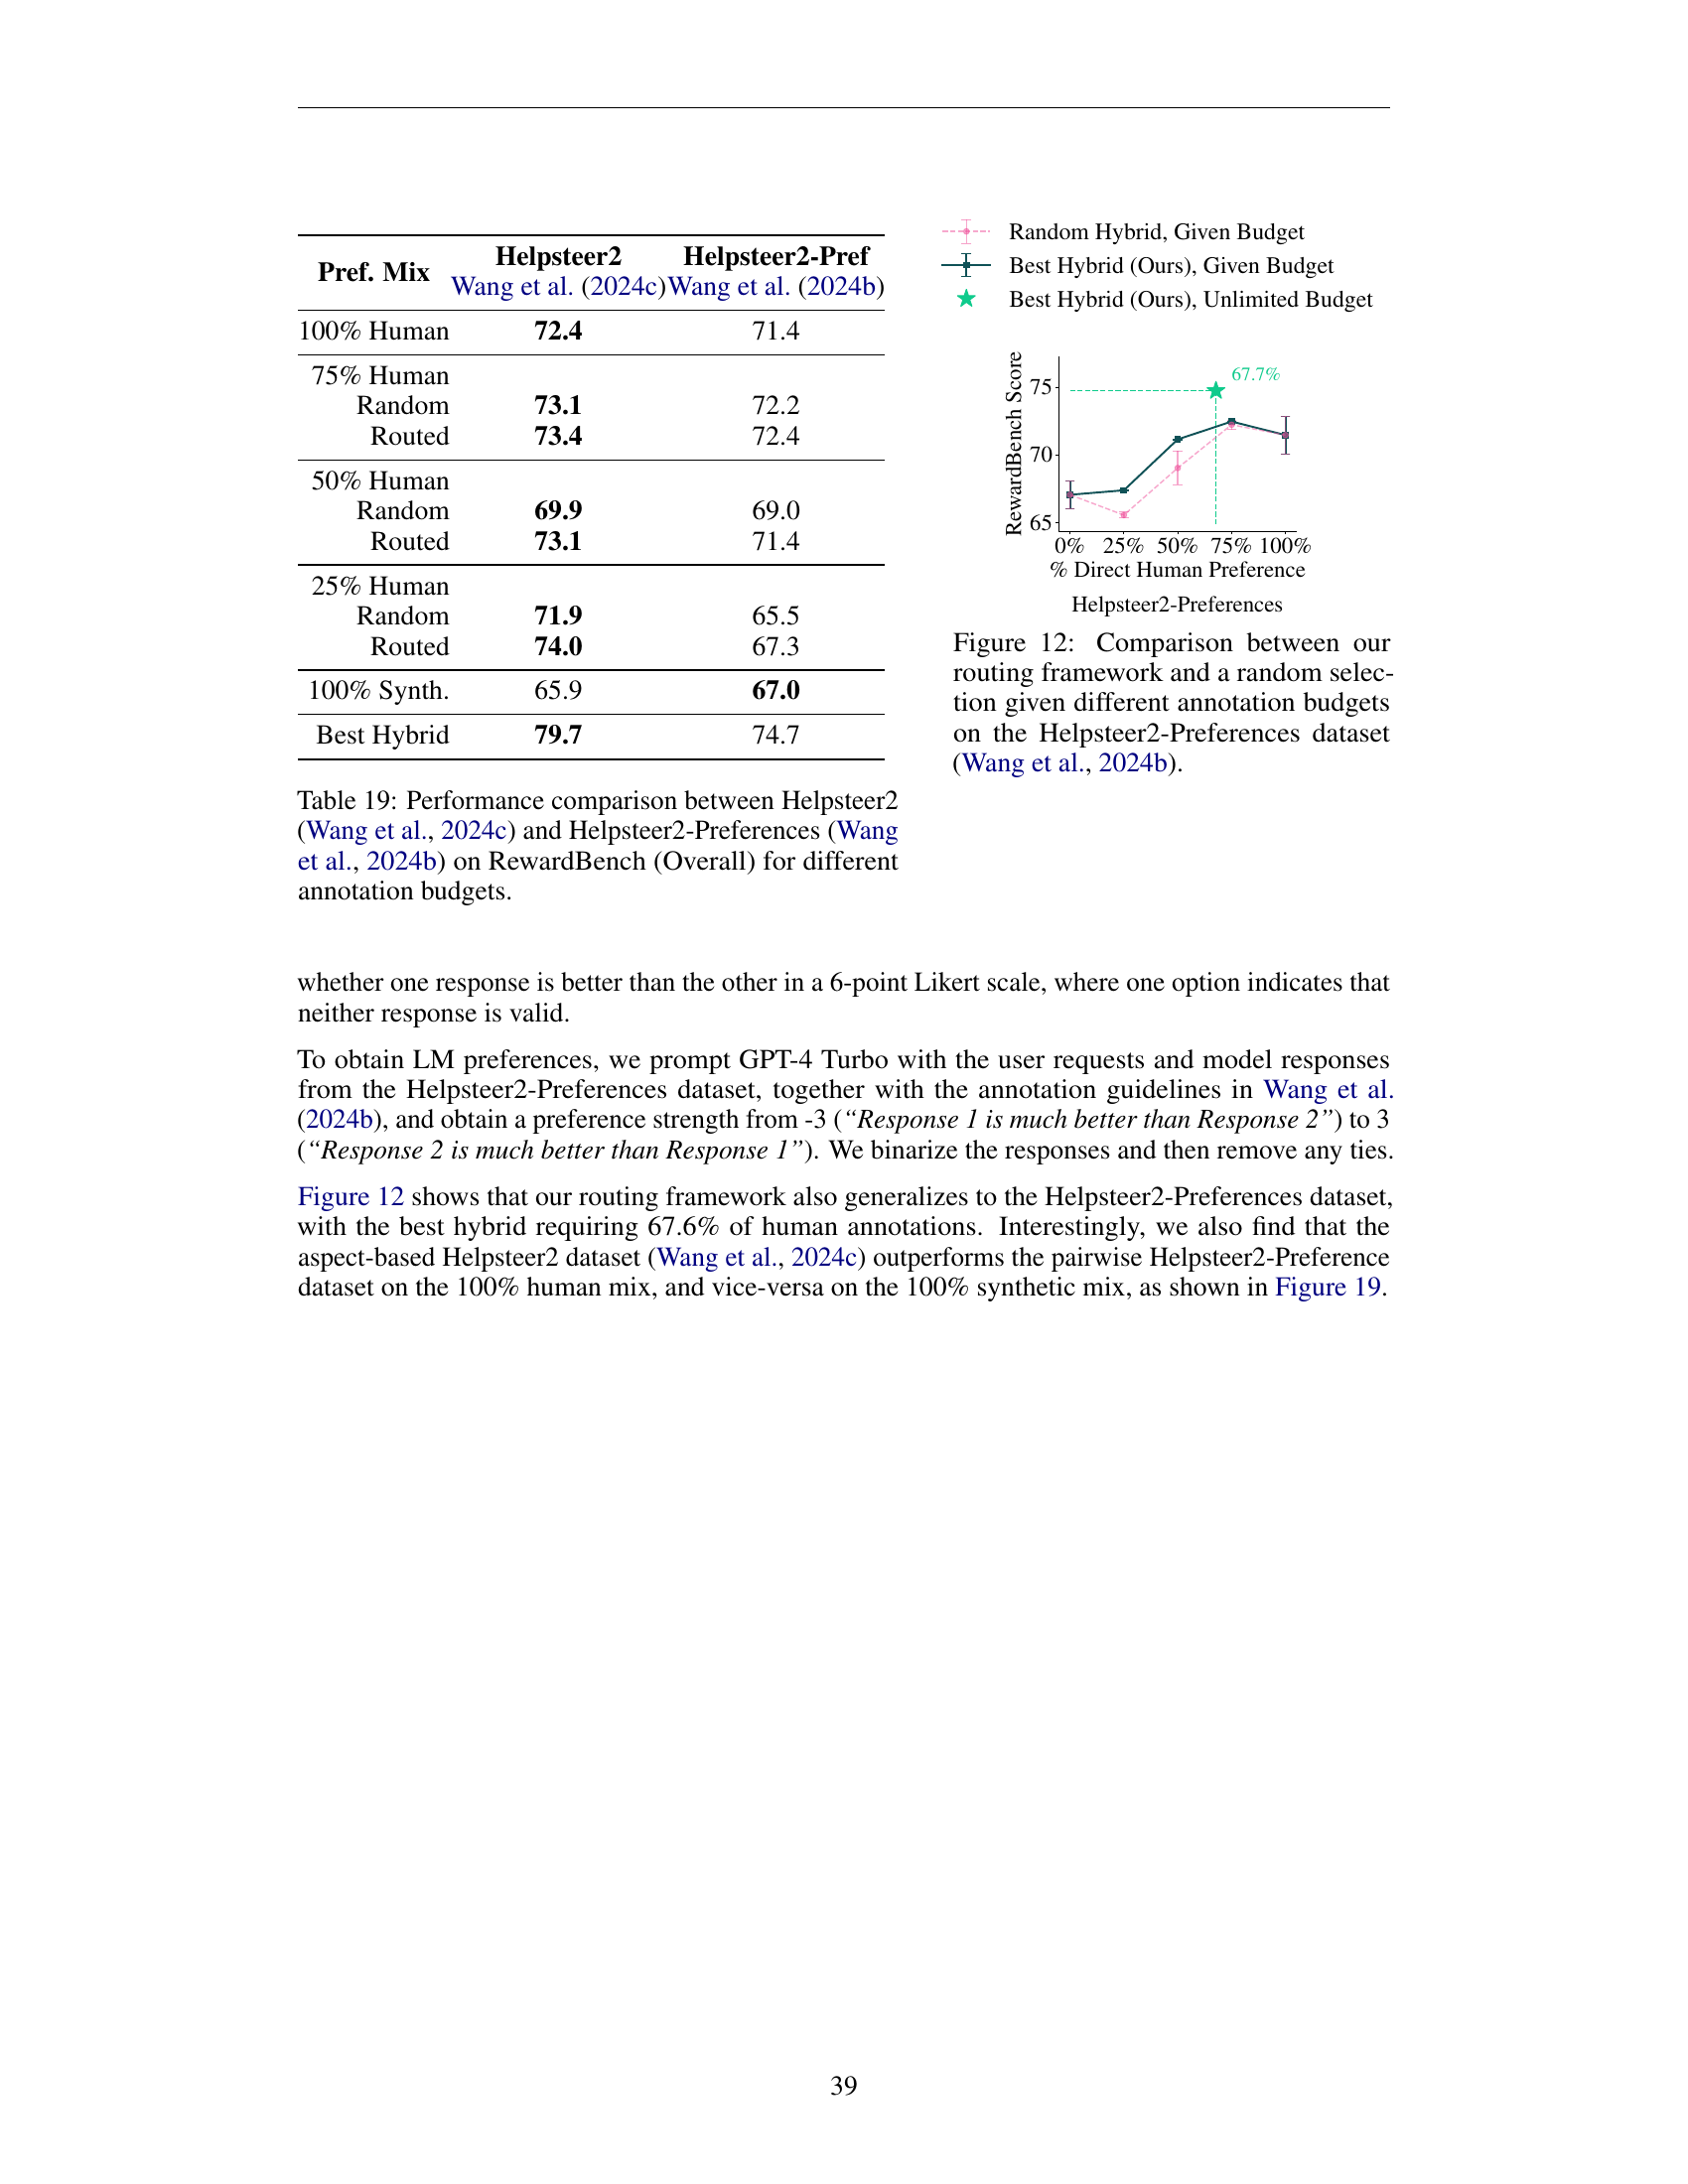 Pref. Mix Helpsteer2 Helpsteer2-Pref
Wang et al. (2024c) Wang et al. (2024b)
100% Human 72.4 71.4
75% Human
Random 73.1 72.2
Routed 73.4 72.4
50% Human
Random 69.9 69.0
Routed 73.1 71.4
25% Human
Random 71.9 65.5
Routed 74.0 67.3
100% Synth. 65.9 67.0
Best Hybrid 79.7 74.7
Table 19: Performance comparison between Helpsteer2
(Wang et al., 2024c) and Helpsteer2-Preferences (Wang
et al., 2024b) on RewardBench (Overall) for different
annotation budgets.
Random Hybrid, Given Budget
Best Hybrid (Ours), Given Budget
Best Hybrid (Ours), Unlimited Budget
RewardBench Score
75
70
65
67.7%
0% 25% 50% 75% 100%
% Direct Human Preference
Helpsteer2-Preferences
Figure 12: Comparison between our
routing framework and a random selec-
tion given different annotation budgets
on the Helpsteer2-Preferences dataset
(Wang et al., 2024b).
whether one response is better than the other in a 6-point Likert scale, where one option indicates that
neither response is valid.
To obtain LM preferences, we prompt GPT-4 Turbo with the user requests and model responses
from the Helpsteer2-Preferences dataset, together with the annotation guidelines in Wang et al.
(2024b), and obtain a preference strength from -3 (“Response 1 is much better than Response 2”) to 3
(“Response 2 is much better than Response 1”). We binarize the responses and then remove any ties.
Figure 12 shows that our routing framework also generalizes to the Helpsteer2-Preferences dataset,
with the best hybrid requiring 67.6% of human annotations. Interestingly, we also find that the
aspect-based Helpsteer2 dataset (Wang et al., 2024c) outperforms the pairwise Helpsteer2-Preference
dataset on the 100% human mix, and vice-versa on the 100% synthetic mix, as shown in Figure 19.
39